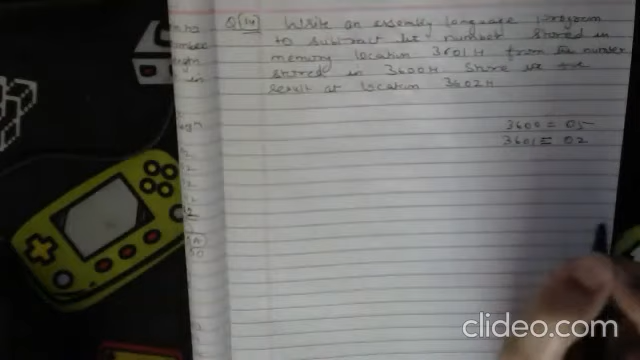 Q 14 Write an assembly language program
to subtract the number stored in
memory location 3601H from the number
stored in 3600H. Store the
result at location 3602H
3600 = 05
3601 = 02
clideo.com